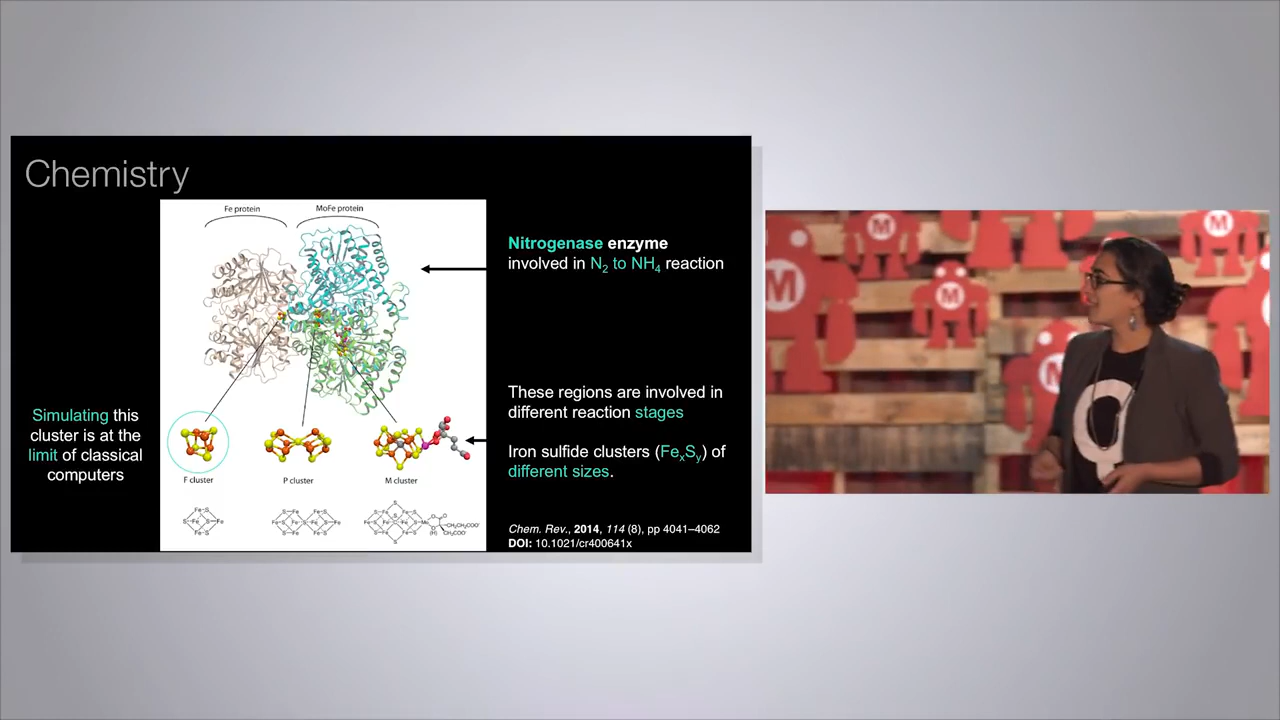 Chemistry
Fe protein
MoFe protein
Nitrogenase enzyme
involved in N₂ to NH₄ reaction
These regions are involved in
different reaction stages
Simulating this
cluster is at the
limit of classical
computers
Iron sulfide clusters (FeₓSᵧ) of
different sizes.
F cluster
P cluster
M cluster
Chem. Rev., 2014, 114 (8), pp 4041–4062
DOI: 10.1021/cr400641x
M
M
M
M
M